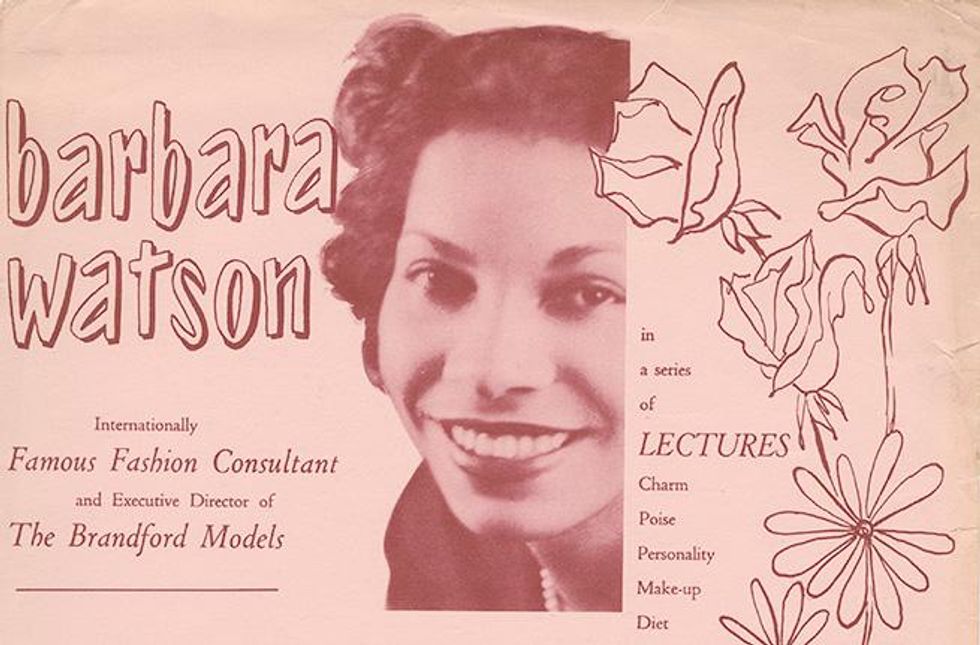 barbara
watson
Internationally
Famous Fashion Consultant
and Executive Director of
The Brandford Models
in
a series
of
LECTURES
Charm
Poise
Personality
Make-up
Diet